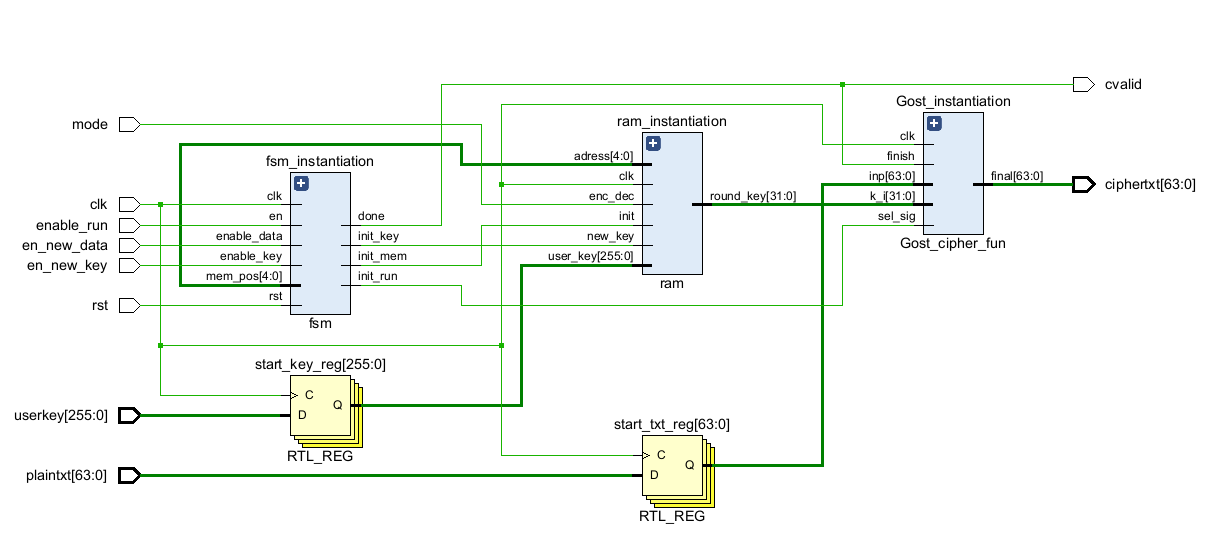 cvalid
Gost_instantiation
mode
ram_instantiation
clk
finish
fsm_instantiation
adress[4:0]
clk
inp[63:0]
final[63:0]
ciphertxt[63:0]
clk
enc_dec
round_key[31:0]
k_i[31:0]
clk
en
done
init
sel_sig
enable_run
enable_data
init_key
new_key
Gost_cipher_fun
en_new_data
enable_key
init_mem
user_key[255:0]
en_new_key
mem_pos[4:0]
init_run
ram
rst
rst
fsm
start_key_reg[255:0]
C
Q
userkey[255:0]
D
start_txt_reg[63:0]
RTL_REG
C
Q
plaintxt[63:0]
D
RTL_REG